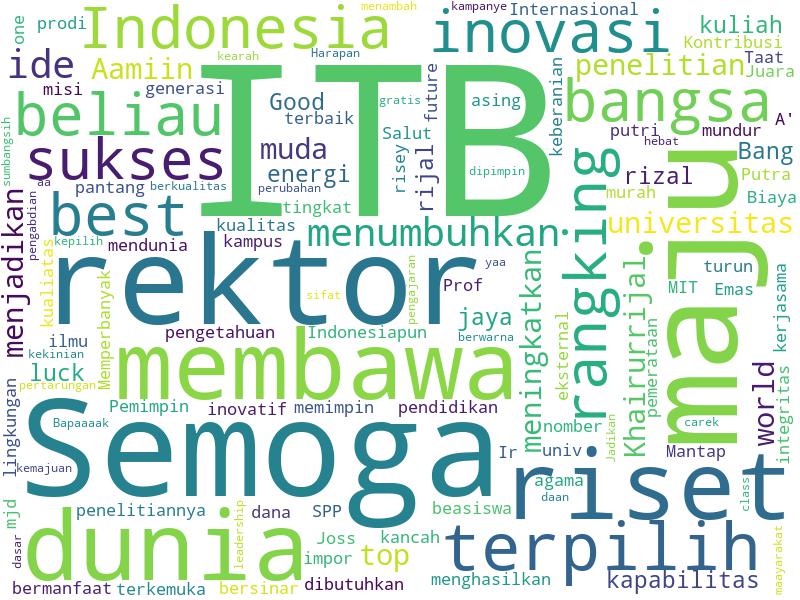 menambah
kampanye
Internasional
one
prodi
Indonesia
inovasi
kuliah
Kontribusi
ide
Aamiin
kearah
Harapan
penelitian
Taat
Juara
misi
generasi
ITB
beliau
Good
terbaik
gratis
future
asing
keberanian
bangsa
A'
sumbangsih
sukses
muda
Salut
putri
mundur
hebat
Bang
aa
pantang
berkualitas
energi
perubahan
risey
rijal
dipimpin
rizal
Putra
menjadikan
pengabdian
best
tingkat
murah
Biaya
kualitas
menumbuhkan
universitas
kepilih
mendunia
kampus
rangking
maju
kualiatas
rektor
yaa
Prof
turun
MIT
Emas
Memperbanyak
sifat
pengajaran
meningkatkan
eksternal
Khairurrijal
pemerataan
kerjasama
pengetahuan
Indonesiapun
jaya
berwarna
ilmu
kekinian
luck
pertarungan
membawa
world
integritas
lingkungan
Pemimpin
inovatif
memimpin
pendidikan
Bapaaaak
Semoga
nomber
Jadikan
carek
kemajuan
Ir
univ
Mantap
riset
agama
daan
class
mjd
penelitiannya
leadership
dana
SPP
beasiswa
dunia
Joss
kancah
terpilih
dasar
impor
top
maayarakat
bermanfaat
terkemuka
bersinar
dibutuhkan
menghasilkan
kapabilitas